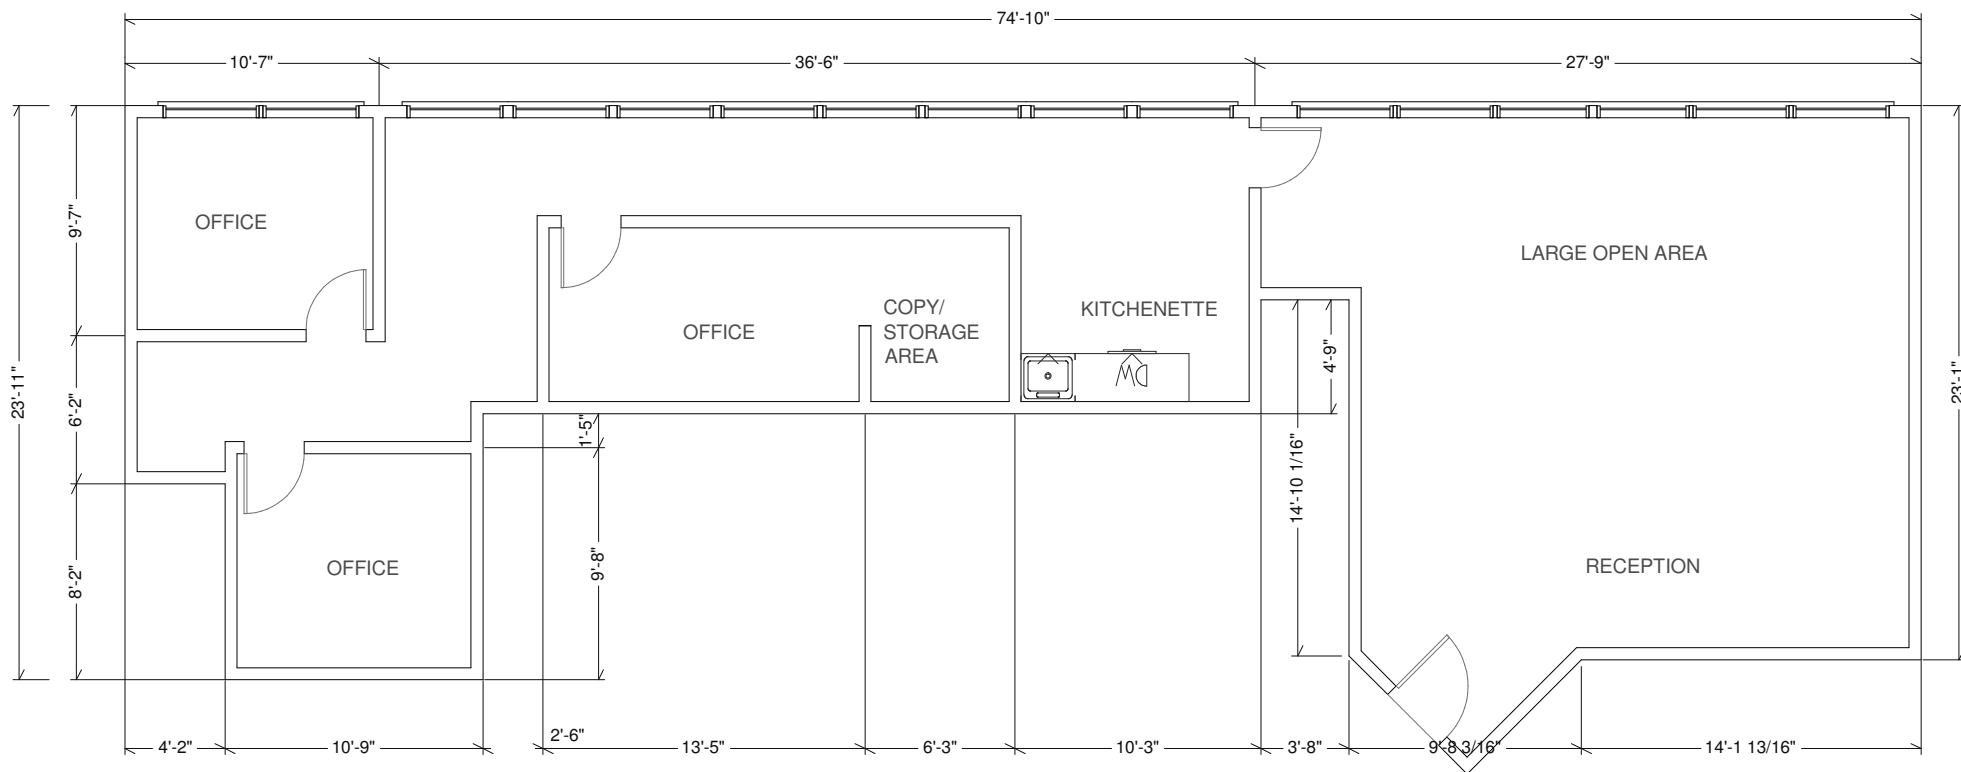 74'-10"
10'-7"
36'-6"
27'-9"
9'-7"
OFFICE
LARGE OPEN AREA
COPY/
STORAGE
AREA
KITCHENETTE
OFFICE
DW
4'-9"
23'-11"
6'-2"
23'-1"
1'-5"
14'-10 1/16"
8'-2"
OFFICE
9'-8"
RECEPTION
4'-2"
10'-9"
2'-6"
13'-5"
6'-3"
10'-3"
3'-8"
9'-8 3/16"
14'-1 13/16"